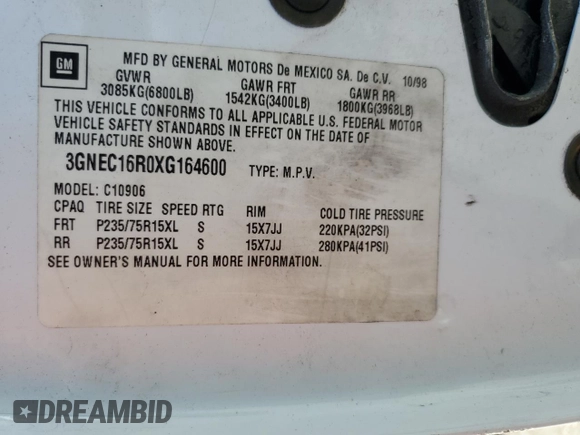 GM
MFD BY GENERAL MOTORS De MEXICO SA. De C.V. 10/98
GVWR GAWR FRT GAWR RR
3085KG(6800LB) 1542KG(3400LB) 1800KG(3968LB)
THIS VEHICLE CONFORMS TO ALL APPLICABLE U.S. FEDERAL MOTOR
VEHICLE SAFETY STANDARDS IN EFFECT ON THE DATE OF
MANUFACTURE SHOWN ABOVE.
3GNEC16R0XG164600 TYPE: M.P.V.
MODEL: C10906
CPAQ TIRE SIZE SPEED RTG RIM COLD TIRE PRESSURE
FRT P235/75R15XL S 15X7JJ 220KPA(32PSI)
RR P235/75R15XL S 15X7JJ 280KPA(41PSI)
SEE OWNER'S MANUAL FOR MORE INFORMATION.
DREAMBID